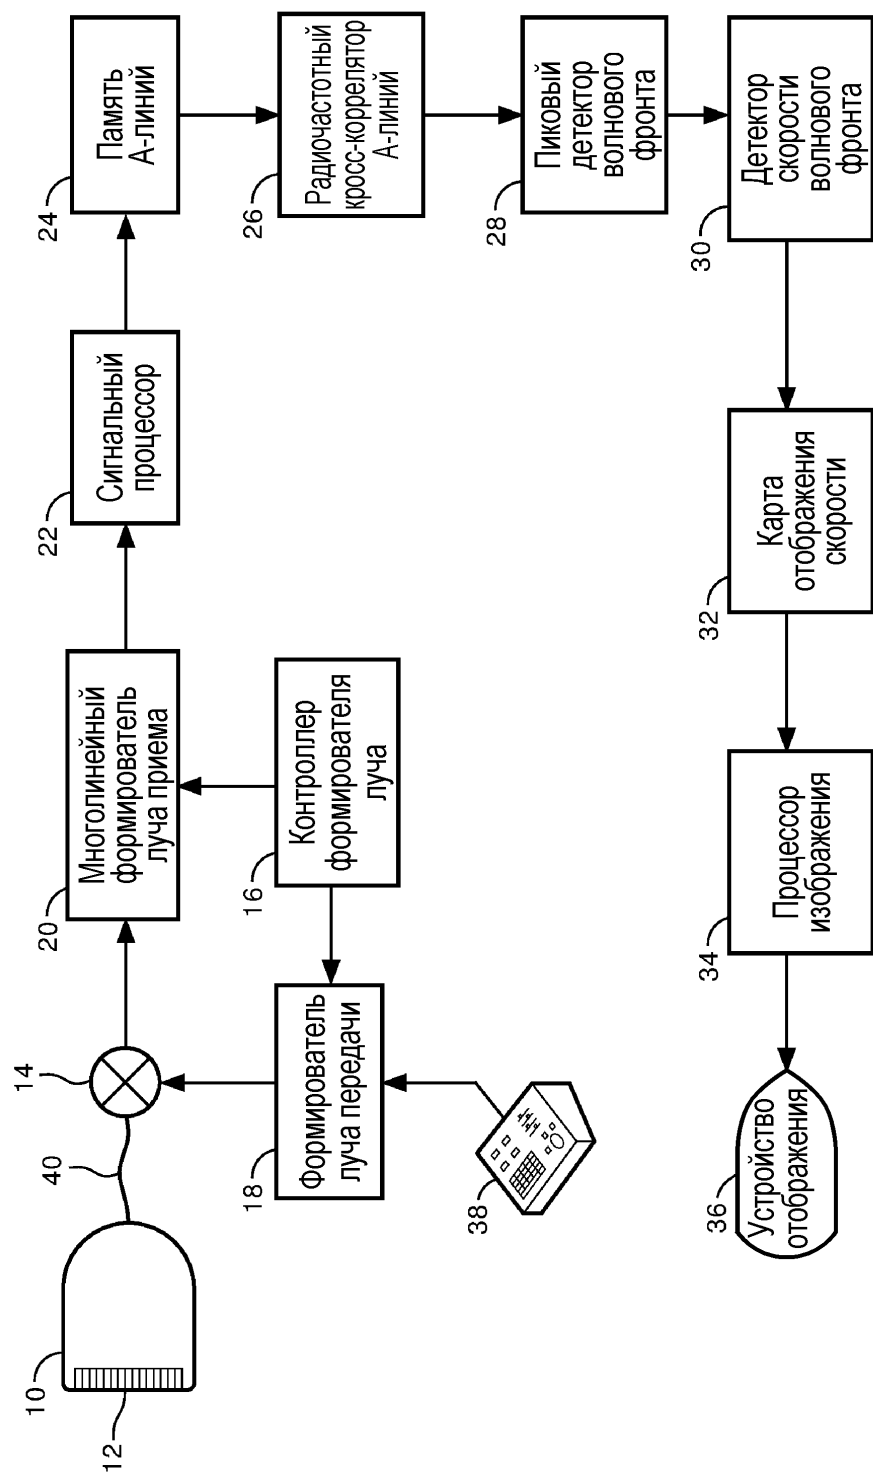 10
12
40
14
20
Многолинейный
формирователь
луча приема
22
Сигнальный
процессор
24
Память
А-линий
18
Формирователь
луча передачи
16
Контроллер
формирователя
луча
26
Радиочастотный
кросс-коррелятор
А-линий
38
28
Пиковый
детектор
волнового
фронта
36
Устройство
отображения
34
Процессор
изображения
32
Карта
отображения
скорости
30
Детектор
скорости
волнового
фронта